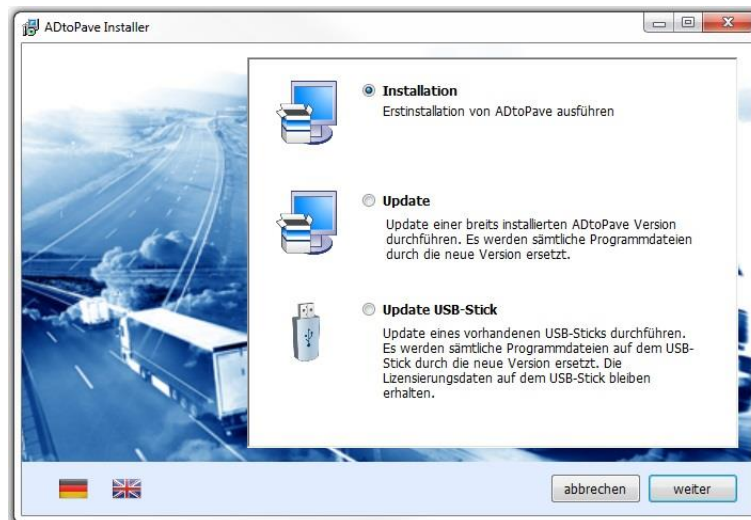 ADtoPave Installer
Installation
Erstinstallation von ADtoPave ausführen
Update
Update einer breits installierten ADtoPave Version
durchführen. Es werden sämtliche Programmdateien
durch die neue Version ersetzt.
Update USB-Stick
Update eines vorhandenen USB-Sticks durchführen.
Es werden sämtliche Programmdateien auf dem USB-
Stick durch die neue Version ersetzt. Die
Lizensierungsdaten auf dem USB-Stick bleiben
erhalten.
abbrechen
weiter